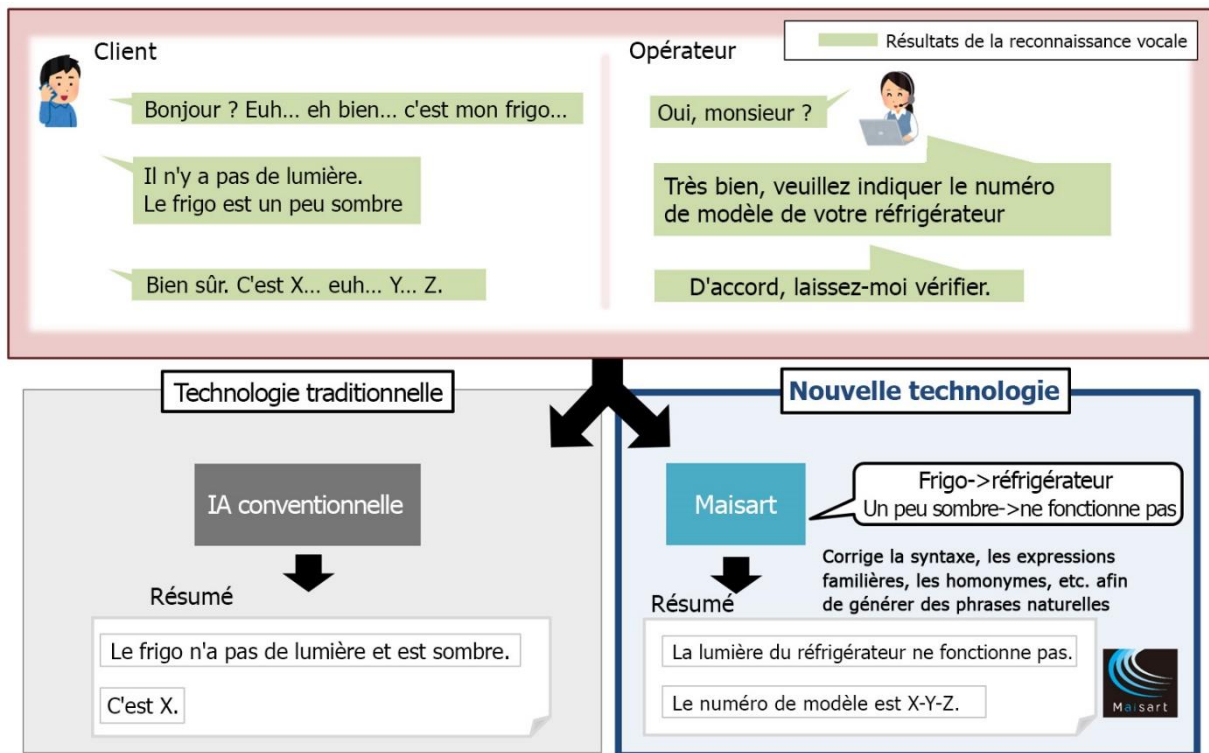 Client
Opérateur
Résultats de la reconnaissance vocale
Bonjour ? Euh... eh bien... c'est mon frigo...
Oui, monsieur ?
Il n'y a pas de lumière.
Le frigo est un peu sombre
Très bien, veuillez indiquer le numéro
de modèle de votre réfrigérateur
Bien sûr. C'est X... euh... Y... Z.
D'accord, laissez-moi vérifier.
Technologie traditionnelle
IA conventionnelle
Résumé
Le frigo n'a pas de lumière et est sombre.
C'est X.
Nouvelle technologie
Maisart
Frigo->réfrigérateur
Un peu sombre->ne fonctionne pas
Corrige la syntaxe, les expressions
familières, les homonymes, etc. afin
de générer des phrases naturelles
Résumé
La lumière du réfrigérateur ne fonctionne pas.
Le numéro de modèle est X-Y-Z.
Maisart